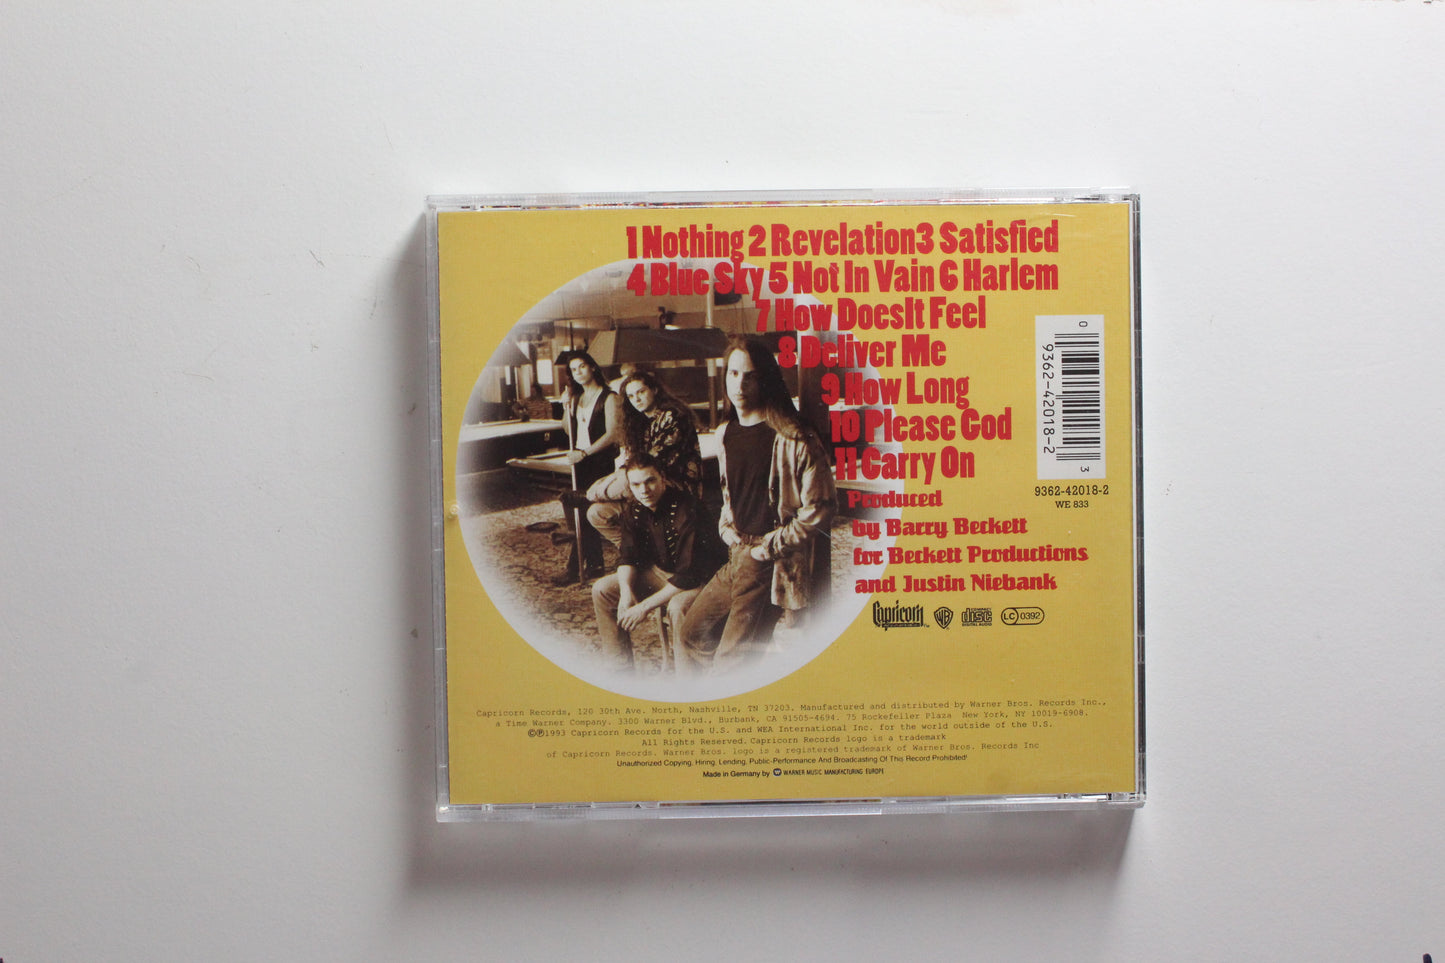 1 Nothing 2 Revelation3 Satisfied
4 Blue Sky 5 Not In Vain 6 Harlem
7 How DoesIt Feel
8 Deliver Me
9 How Long
10 Please God
11 Carry On
Produced
by Barry Beckett
for Beckett Productions
and Justin Niebank
0
9362-42018-2
3
9362-42018-2
WE 833
Capricorn TM
WB
COMPACT
disc
DIGITAL AUDIO
LC 0392
Capricorn Records, 120 30th Ave. North, Nashville, TN 37203. Manufactured and distributed by Warner Bros. Records Inc.,
a Time Warner Company. 3300 Warner Blvd., Burbank, CA 91505-4694. 75 Rockefeller Plaza New York, NY 10019-6908.
©℗1993 Capricorn Records for the U.S. and WEA International Inc. for the world outside of the U.S.
All Rights Reserved. Capricorn Records logo is a trademark
of Capricorn Records. Warner Bros. logo is a registered trademark of Warner Bros. Records Inc
Unauthorized Copying, Hiring, Lending, Public-Performance And Broadcasting Of This Record Prohibited!
Made in Germany by WARNER MUSIC MANUFACTURING EUROPE